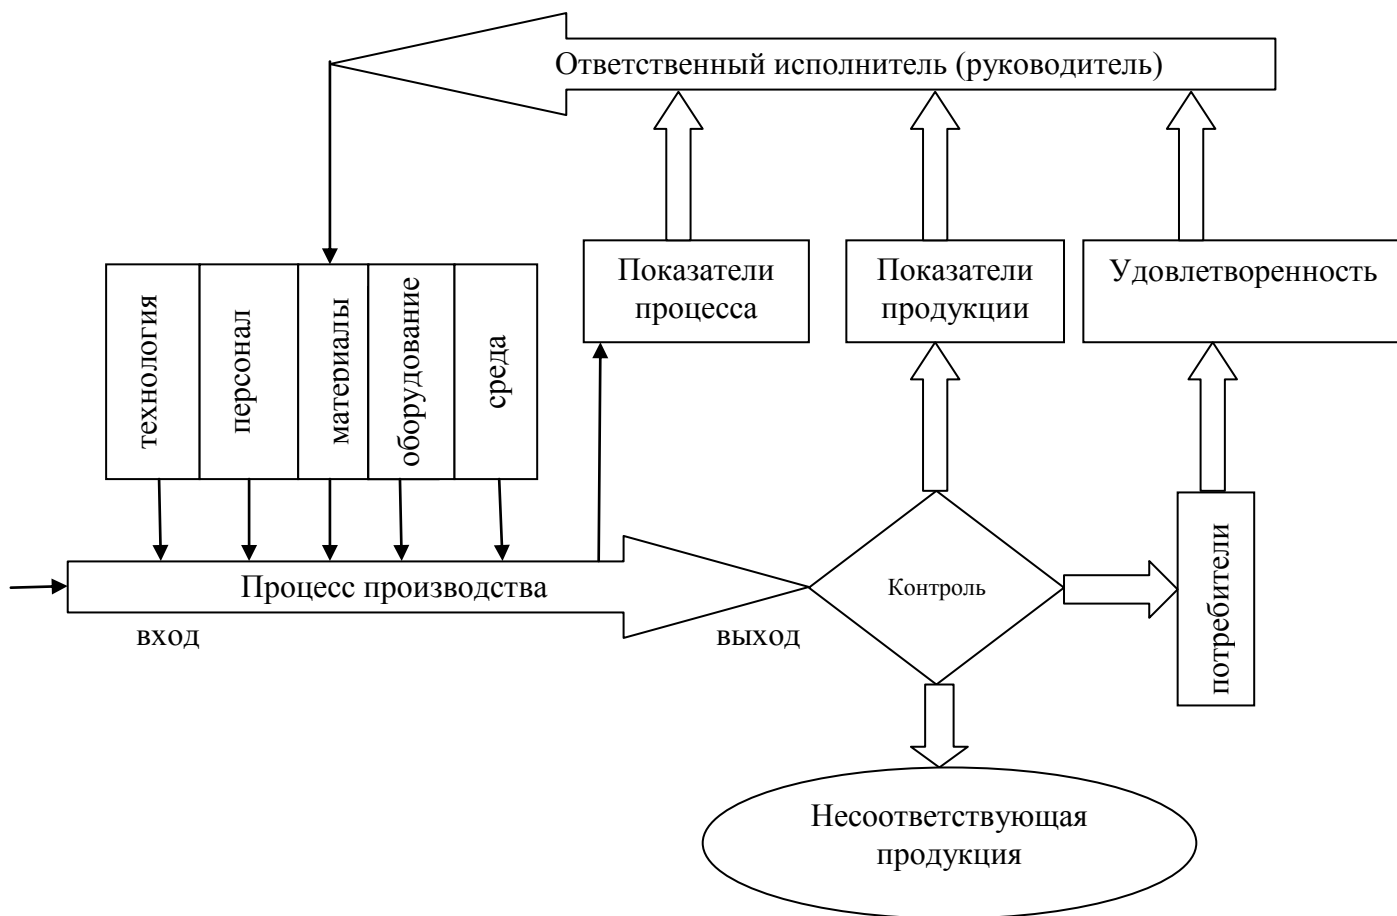 Ответственный исполнитель (руководитель)
технология
персонал
материалы
оборудование
среда
Показатели
процесса
Показатели
продукции
Удовлетворенность
Процесс производства
вход
выход
Контроль
потребители
Несоответствующая
продукция